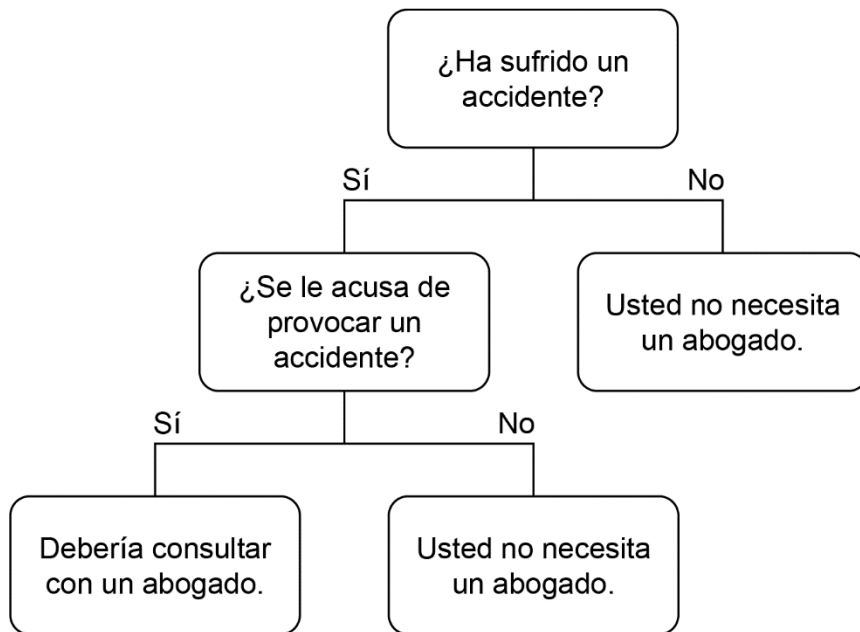 ¿Ha sufrido un
accidente?
Sí
No
¿Se le acusa de
provocar un
accidente?
Usted no necesita
un abogado.
Sí
No
Debería consultar
con un abogado.
Usted no necesita
un abogado.